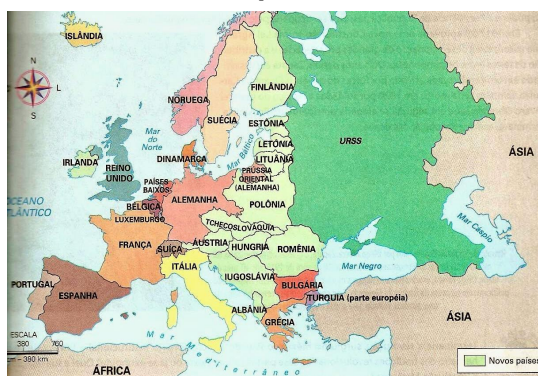 ISLÂNDIA
N
L
S
FINLÂNDIA
NORUEGA
SUÉCIA
ESTÔNIA
URSS
Mar
do
Norte
Mar Báltico
LETÔNIA
LITUÂNIA
ÁSIA
IRLANDA
REINO
UNIDO
DINAMARCA
PRÚSSIA
ORIENTAL
(ALEMANHA)
PAÍSES
BAIXOS
OCEANO
ATLÂNTICO
BÉLGICA
ALEMANHA
POLÔNIA
LUXEMBURGO
TCHECOSLOVÁQUIA
Mar Cáspio
FRANÇA
SUÍÇA
ÁUSTRIA
HUNGRIA
ROMÊNIA
ITÁLIA
IUGOSLÁVIA
Mar Negro
PORTUGAL
ESPANHA
BULGÁRIA
TURQUIA (parte européia)
ALBÂNIA
GRÉCIA
ÁSIA
ESCALA
380 760
– 380 km
Mar Mediterrâneo
ÁFRICA
Novos países